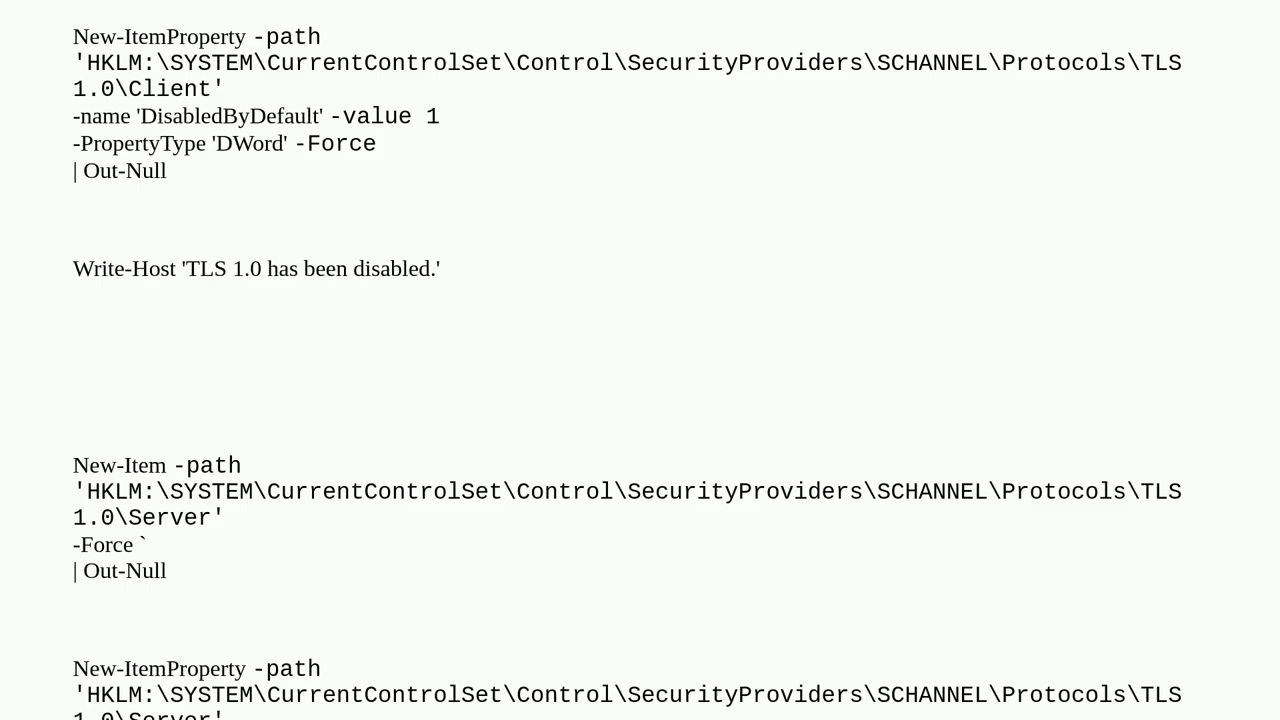 New-ItemProperty -path
'HKLM:\SYSTEM\CurrentControlSet\Control\SecurityProviders\SCHANNEL\Protocols\TLS
1.0\Client'
-name 'DisabledByDefault' -value 1
-PropertyType 'DWord' -Force
| Out-Null
Write-Host 'TLS 1.0 has been disabled.'
New-Item -path
'HKLM:\SYSTEM\CurrentControlSet\Control\SecurityProviders\SCHANNEL\Protocols\TLS
1.0\Server'
-Force `
| Out-Null
New-ItemProperty -path
'HKLM:\SYSTEM\CurrentControlSet\Control\SecurityProviders\SCHANNEL\Protocols\TLS
1.0\Server'